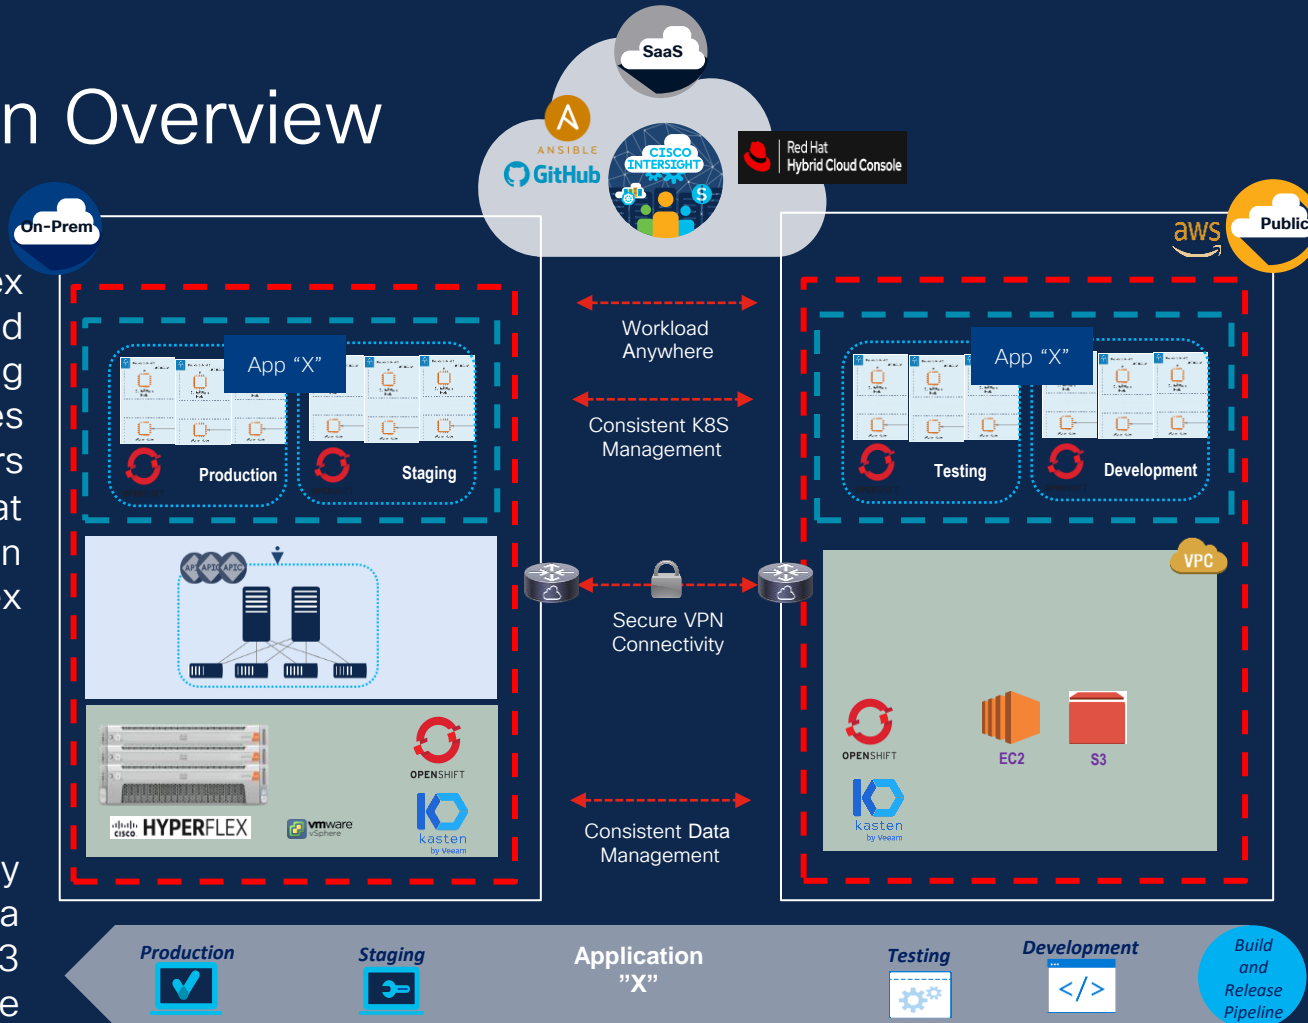 n Overview
SaaS
ANSIBLE
GitHub
CISCO
INTERSIGHT
$
Red Hat
Hybrid Cloud Console
On-Prem
aws
Public
ex
d
g
es
rs
at
n
ex
y
a
3
e
App “X”
Production
Staging
Workload
Anywhere
Consistent K8S
Management
App “X”
Testing
Development
APIC
Secure VPN
Connectivity
VPC
OPENSHIFT
CISCO HYPERFLEX
vmware
vSphere
kasten
by Veeam
Consistent Data
Management
OPENSHIFT
kasten
by Veeam
EC2
S3
Production
Staging
Application
”X”
Testing
Development
</>
Build
and
Release
Pipeline